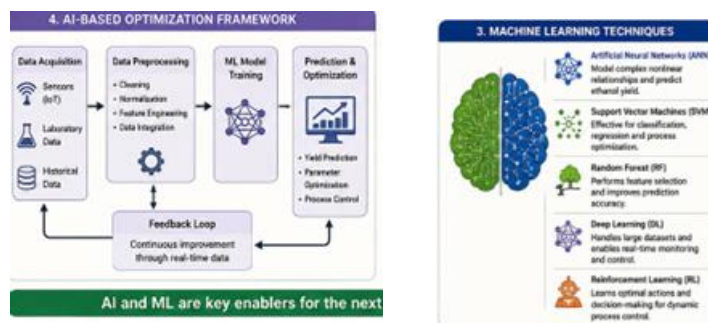 4. AI-BASED OPTIMIZATION FRAMEWORK
Data Acquisition
Sensors
(IoT)
Laboratory
Data
Historical
Data
Data Preprocessing
• Cleaning
• Normalization
• Feature Engineering
• Data Integration
ML Model
Training
Prediction &
Optimization
• Yield Prediction
• Parameter
Optimization
• Process Control
Feedback Loop
Continuous improvement
through real-time data
AI and ML are key enablers for the next
3. MACHINE LEARNING TECHNIQUES
Artificial Neural Networks (ANN
Model complex nonlinear
relationships and predict
ethanol yield.
Support Vector Machines (SVM
Effective for classification,
regression and process
optimization.
Random Forest (RF)
Performs feature selection
and improves prediction
accuracy.
Deep Learning (DL)
Handles large datasets and
enables real-time monitoring
and control.
Reinforcement Learning (RL)
Learns optimal actions and
decision-making for dynamic
process control.